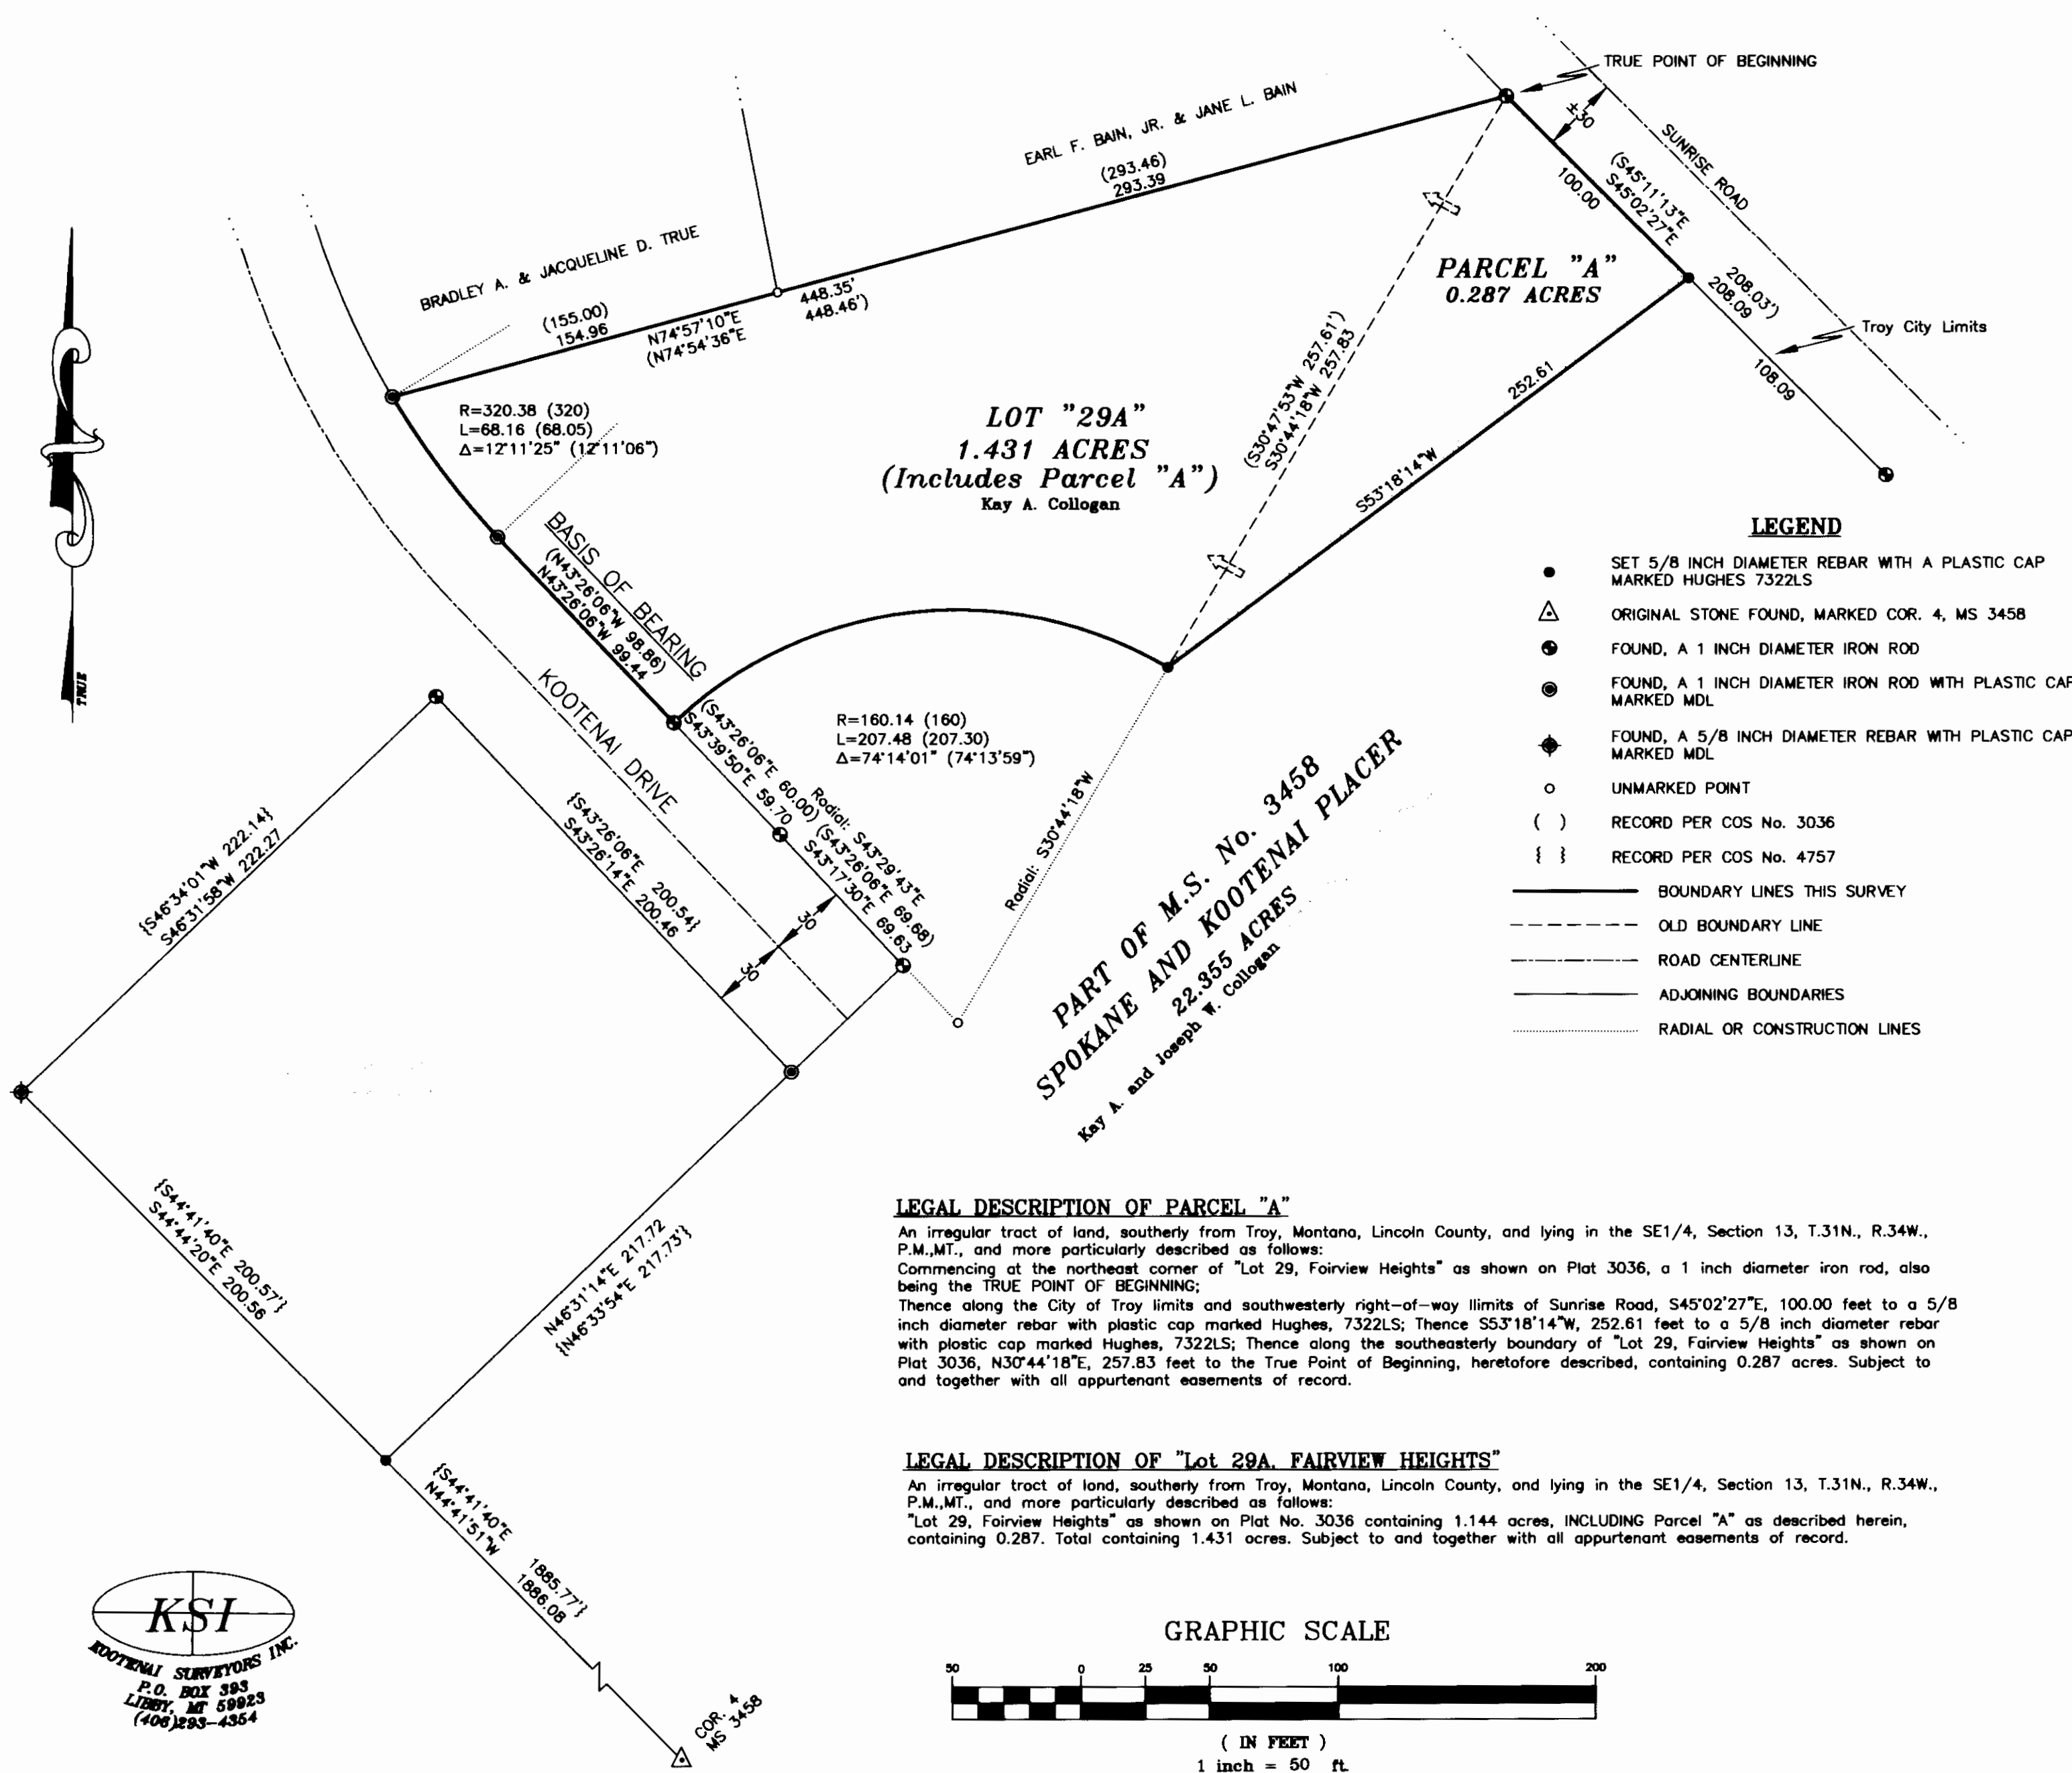 TRUE POINT OF BEGINNING
EARL F. BAIN, JR. & JANE L. BAIN
(293.46)
293.39
±30
SUNRISE ROAD
(S45°11'13"E
S45°02'27"E
100.00
208.03')
208.09
Troy City Limits
108.09
PARCEL "A"
0.287 ACRES
BRADLEY A. & JACQUELINE D. TRUE
(155.00)
154.96
N74°57'10"E
(N74°54'36"E
448.35'
448.46')
R=320.38 (320)
L=68.16 (68.05)
Δ=12°11'25" (12°11'06")
LOT "29A"
1.431 ACRES
(Includes Parcel "A")
Kay A. Collogan
(S30°47'53"W 257.61')
S30°44'18"W 257.83
252.61
S53°18'14"W
TRUE
BASIS OF BEARING
(N43°26'06"W 98.86)
N43°26'06"W 99.44
KOOTENAI DRIVE
R=160.14 (160)
L=207.48 (207.30)
Δ=74°14'01" (74°13'59")
(S43°26'06"E 60.00)
S43°39'50"E 59.70
Radial: S43°29'43"E
(S43°26'06"E 69.68)
S43°17'30"E 69.63
Radial: S30°44'18"W
30
30
{S46°34'01"W 222.14}
S46°31'58"W 222.27
{S43°26'06"E 200.54}
S43°26'14"E 200.46
PART OF M.S. No. 3458
SPOKANE AND KOOTENAI PLACER
22.355 ACRES
Kay A. and Joseph W. Collogan
{S44°41'40"E 200.57'}
S44°44'20"E 200.56
N46°31'14"E 217.72
{N46°33'54"E 217.73'}
{S44°41'40"E 1885.77'}
N44°41'51"W 1886.08
COR. 4
MS 3458
LEGEND
SET 5/8 INCH DIAMETER REBAR WITH A PLASTIC CAP
MARKED HUGHES 7322LS
ORIGINAL STONE FOUND, MARKED COR. 4, MS 3458
FOUND, A 1 INCH DIAMETER IRON ROD
FOUND, A 1 INCH DIAMETER IRON ROD WITH PLASTIC CAP
MARKED MDL
FOUND, A 5/8 INCH DIAMETER REBAR WITH PLASTIC CAP
MARKED MDL
UNMARKED POINT
( ) RECORD PER COS No. 3036
{ } RECORD PER COS No. 4757
BOUNDARY LINES THIS SURVEY
OLD BOUNDARY LINE
ROAD CENTERLINE
ADJOINING BOUNDARIES
RADIAL OR CONSTRUCTION LINES
LEGAL DESCRIPTION OF PARCEL "A"
An irregular tract of land, southerly from Troy, Montana, Lincoln County, and lying in the SE1/4, Section 13, T.31N., R.34W.,
P.M.,MT., and more particularly described as follows:
Commencing at the northeast corner of "Lot 29, Fairview Heights" as shown on Plat 3036, a 1 inch diameter iron rod, also
being the TRUE POINT OF BEGINNING;
Thence along the City of Troy limits and southwesterly right-of-way llimits of Sunrise Road, S45°02'27"E, 100.00 feet to a 5/8
inch diameter rebar with plastic cap marked Hughes, 7322LS; Thence S53°18'14"W, 252.61 feet to a 5/8 inch diameter rebar
with plastic cap marked Hughes, 7322LS; Thence along the southeasterly boundary of "Lot 29, Fairview Heights" as shown on
Plat 3036, N30°44'18"E, 257.83 feet to the True Point of Beginning, heretofore described, containing 0.287 acres. Subject to
and together with all appurtenant easements of record.
LEGAL DESCRIPTION OF "Lot 29A. FAIRVIEW HEIGHTS"
An irregular tract of land, southerly from Troy, Montana, Lincoln County, and lying in the SE1/4, Section 13, T.31N., R.34W.,
P.M.,MT., and more particularly described as follows:
"Lot 29, Fairview Heights" as shown on Plat No. 3036 containing 1.144 acres, INCLUDING Parcel "A" as described herein,
containing 0.287. Total containing 1.431 acres. Subject to and together with all appurtenant easements of record.
KSI
KOOTENAI SURVEYORS INC.
P.O. BOX 393
LIBBY, MT 59923
(406)293-4354
GRAPHIC SCALE
50 0 25 50 100 200
( IN FEET )
1 inch = 50 ft.